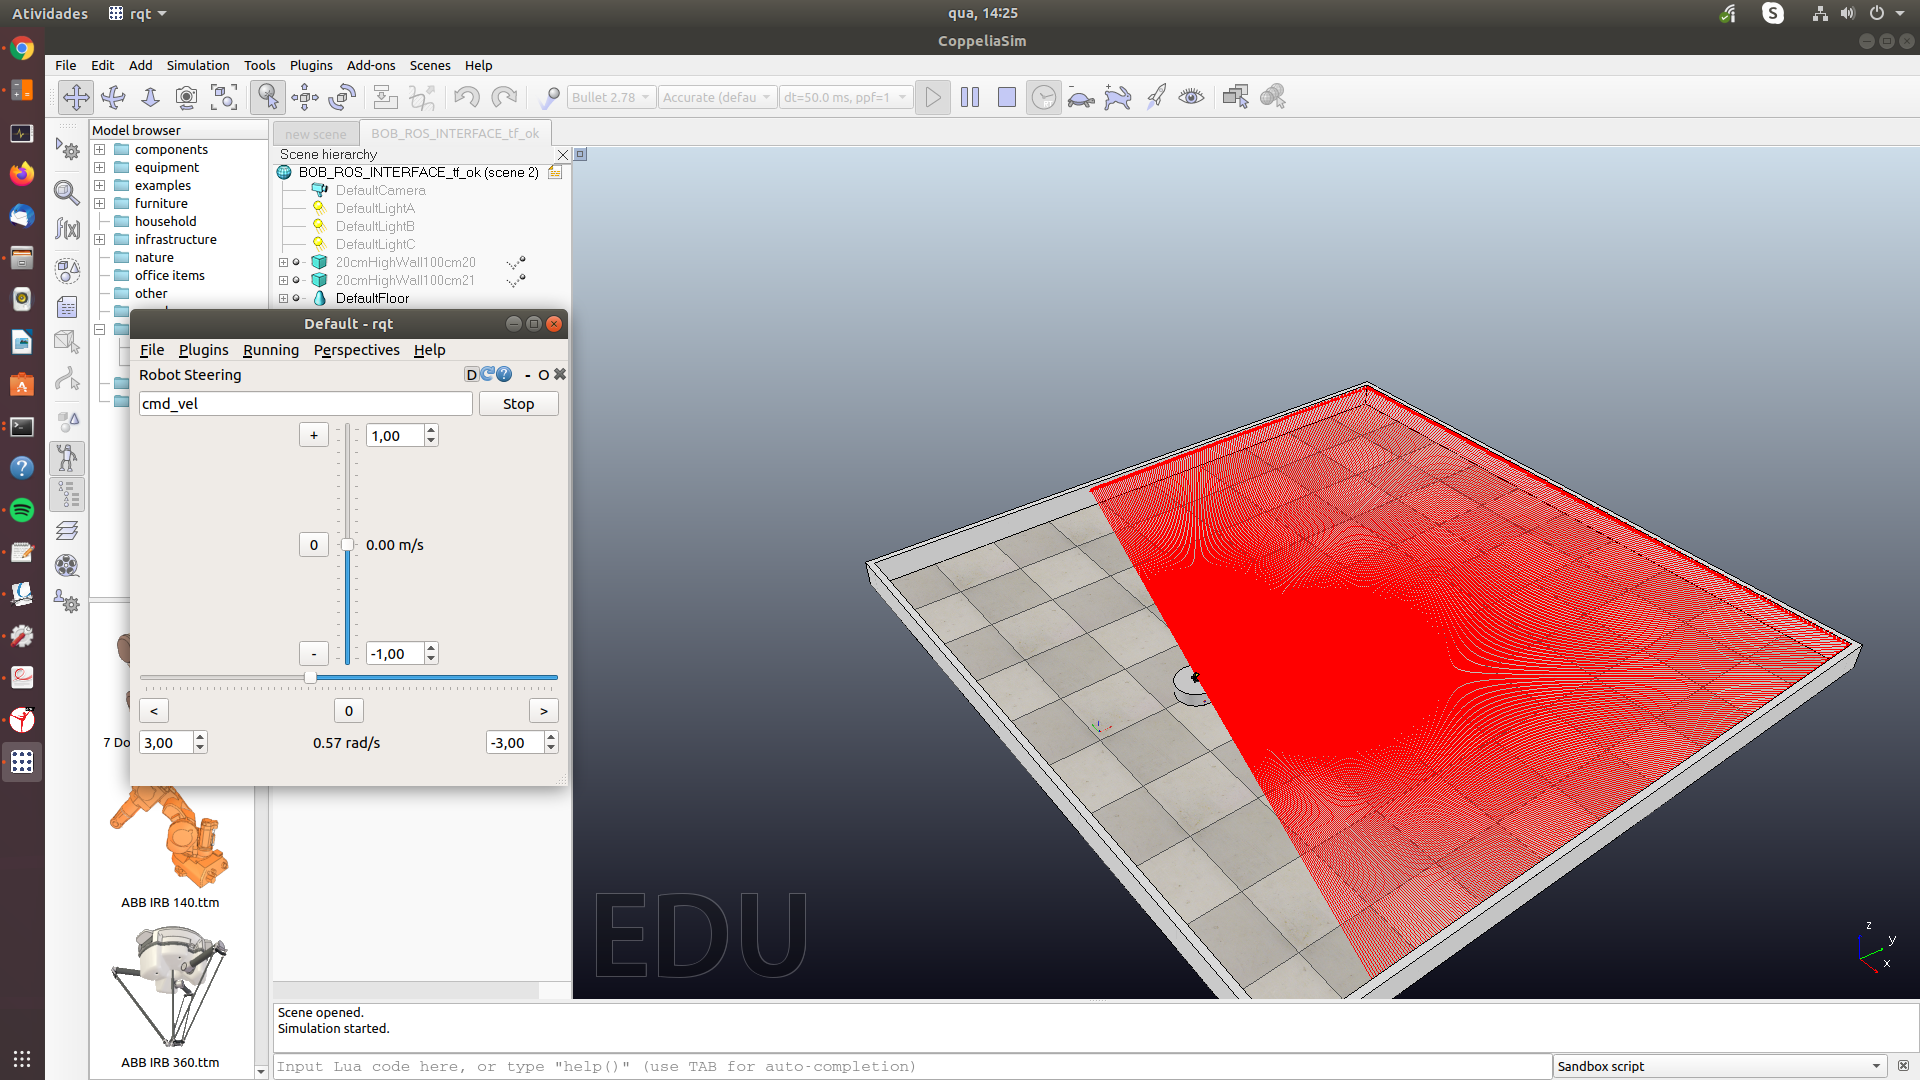 Atividades
rqt
qua, 14:25
CoppeliaSim
File Edit Add Simulation Tools Plugins Add-ons Scenes Help
Bullet 2.78
Accurate (defau
dt=50.0 ms, ppf=1
Model browser
components
equipment
examples
furniture
household
infrastructure
nature
office items
other
new scene
BOB_ROS_INTERFACE_tf_ok
Scene hierarchy
BOB_ROS_INTERFACE_tf_ok (scene 2)
DefaultCamera
DefaultLightA
DefaultLightB
DefaultLightC
20cmHighWall100cm20
20cmHighWall100cm21
DefaultFloor
Default - rqt
File Plugins Running Perspectives Help
Robot Steering
D
- O
cmd_vel
Stop
+
1,00
0
0.00 m/s
-
-1,00
< 0 >
3,00
0.57 rad/s
-3,00
7 Do
ABB IRB 140.ttm
ABB IRB 360.ttm
EDU
z
y
x
Scene opened.
Simulation started.
Input Lua code here, or type "help()" (use TAB for auto-completion)
Sandbox script